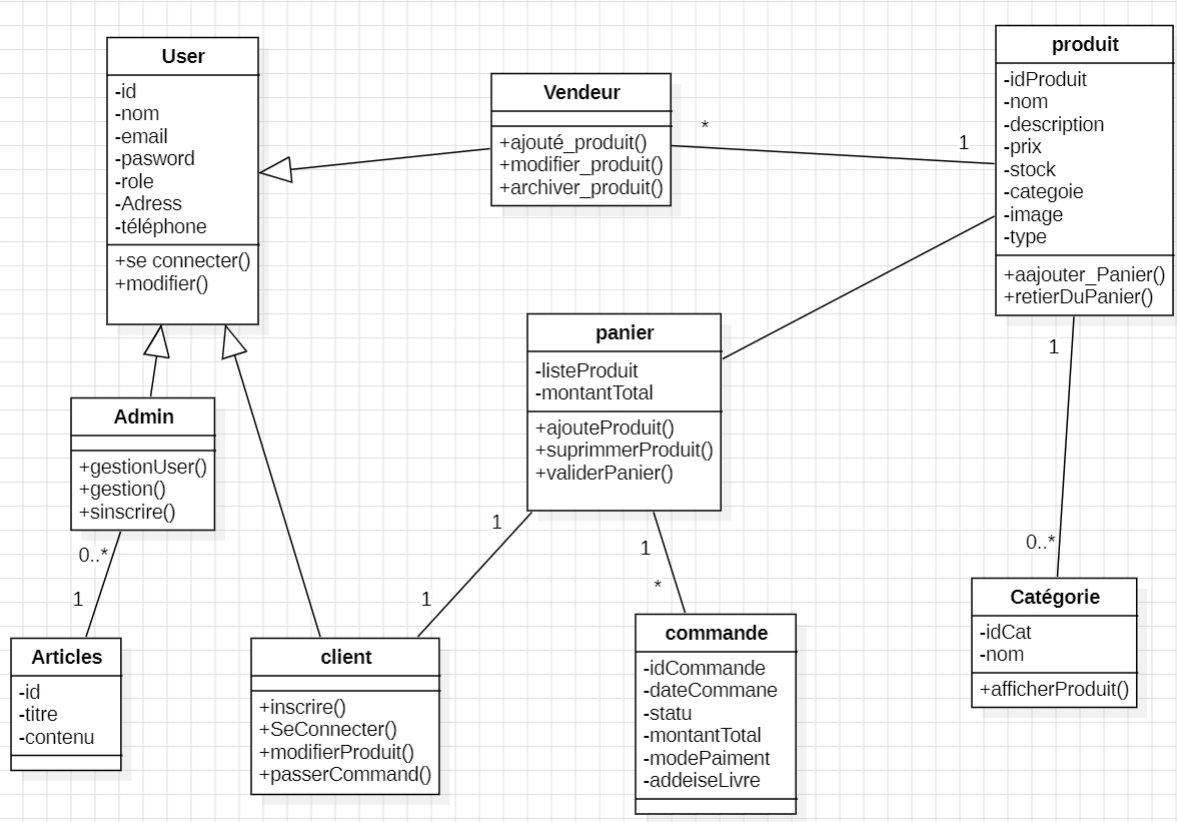 User
-id
-nom
-email
-pasword
-role
-Adress
-téléphone
+se connecter()
+modifier()
Vendeur
+ajouté_produit()
+modifier_produit()
+archiver_produit()
*
1
produit
-idProduit
-nom
-description
-prix
-stock
-categoie
-image
-type
+aajouter_Panier()
+retierDuPanier()
1
0..*
panier
-listeProduit
-montantTotal
+ajouteProduit()
+suprimmerProduit()
+validerPanier()
1
1
1
*
Admin
+gestionUser()
+gestion()
+sinscrire()
0..*
1
Articles
-id
-titre
-contenu
client
+inscrire()
+SeConnecter()
+modifierProduit()
+passerCommand()
commande
-idCommande
-dateCommane
-statu
-montantTotal
-modePaiment
-addeiseLivre
Catégorie
-idCat
-nom
+afficherProduit()